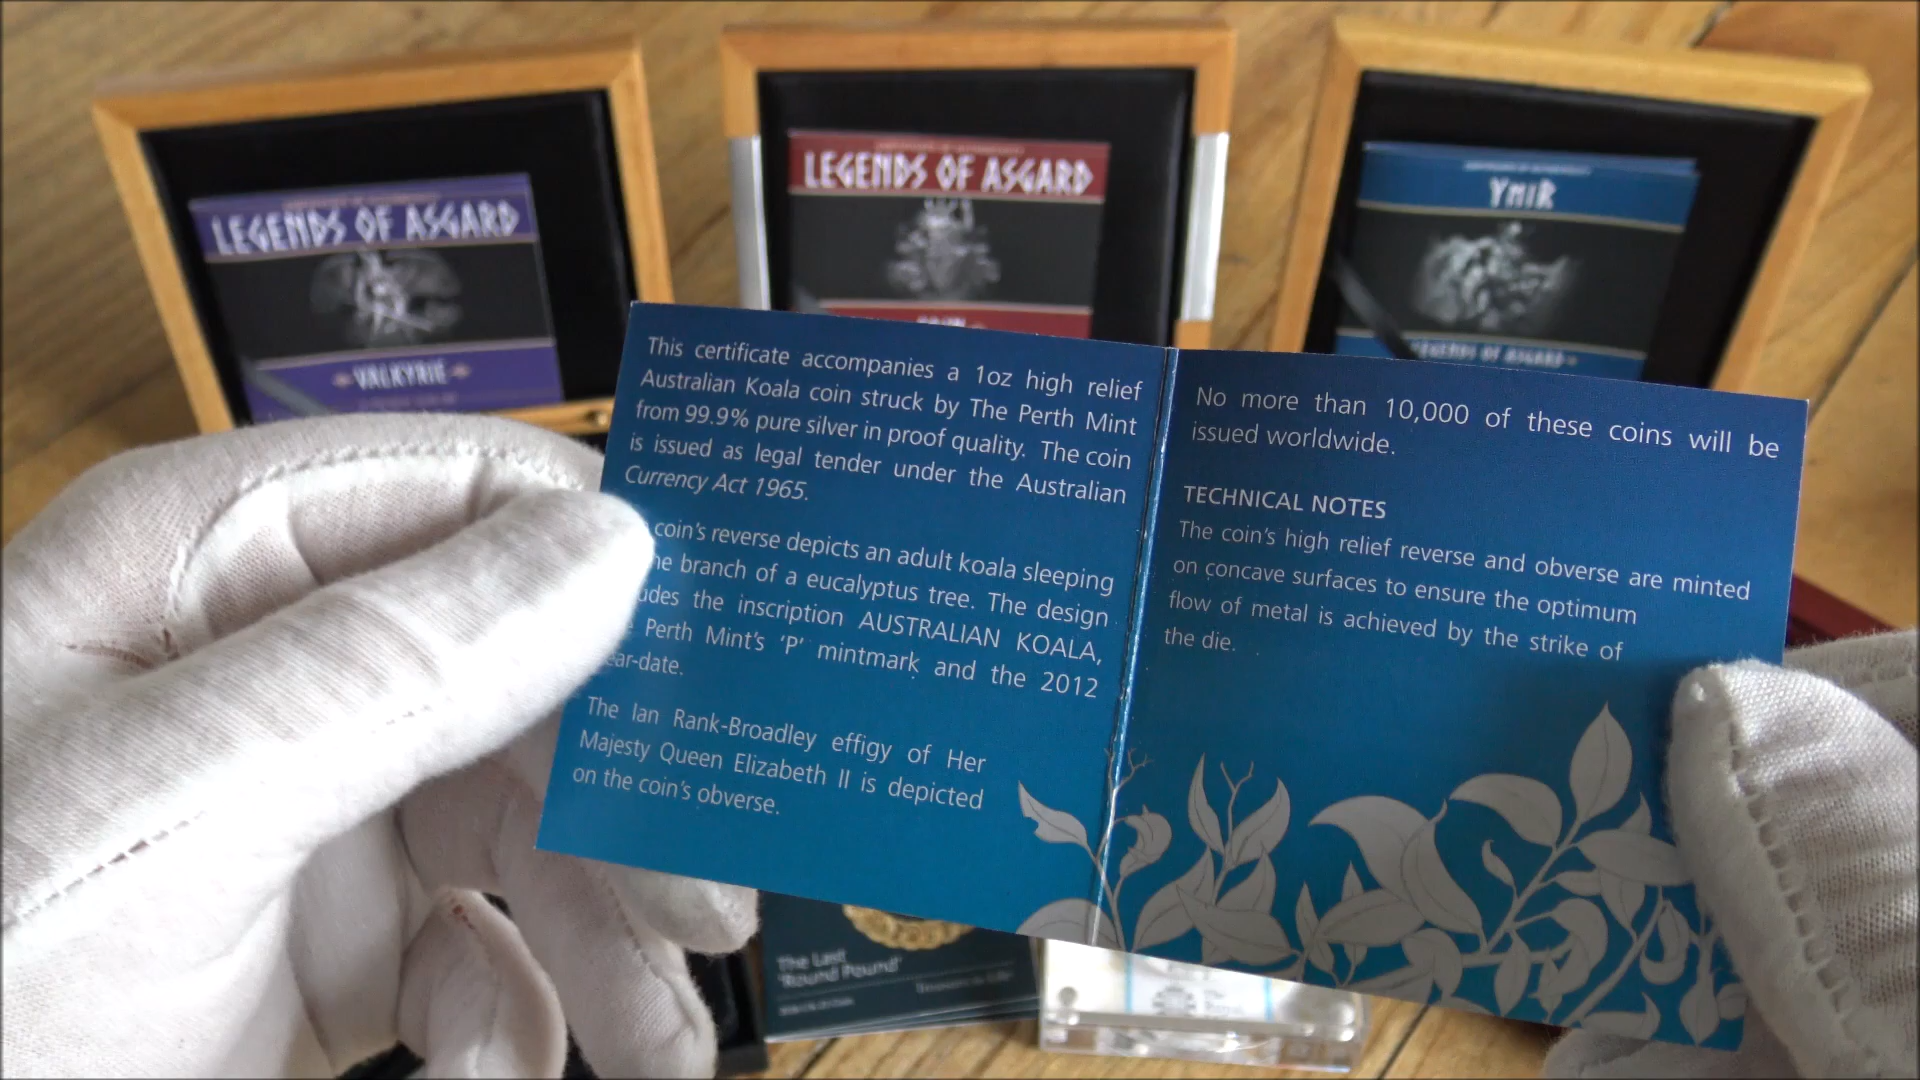 LEGENDS OF ASGARD
VALKYRIE
LEGENDS OF ASGARD
YMIR
LEGENDS OF ASGARD
This certificate accompanies a 1oz high relief
Australian Koala coin struck by The Perth Mint
from 99.9% pure silver in proof quality. The coin
is issued as legal tender under the Australian
Currency Act 1965.
coin's reverse depicts an adult koala sleeping
branch of a eucalyptus tree. The design
the inscription AUSTRALIAN KOALA,
Perth Mint's 'P' mintmark and the 2012
ear-date.
The Ian Rank-Broadley effigy of Her
Majesty Queen Elizabeth II is depicted
on the coin's obverse.
No more than 10,000 of these coins will be
issued worldwide.
TECHNICAL NOTES
The coin's high relief reverse and obverse are minted
on concave surfaces to ensure the optimum
flow of metal is achieved by the strike of
the die.
The Last
'Round Pound'